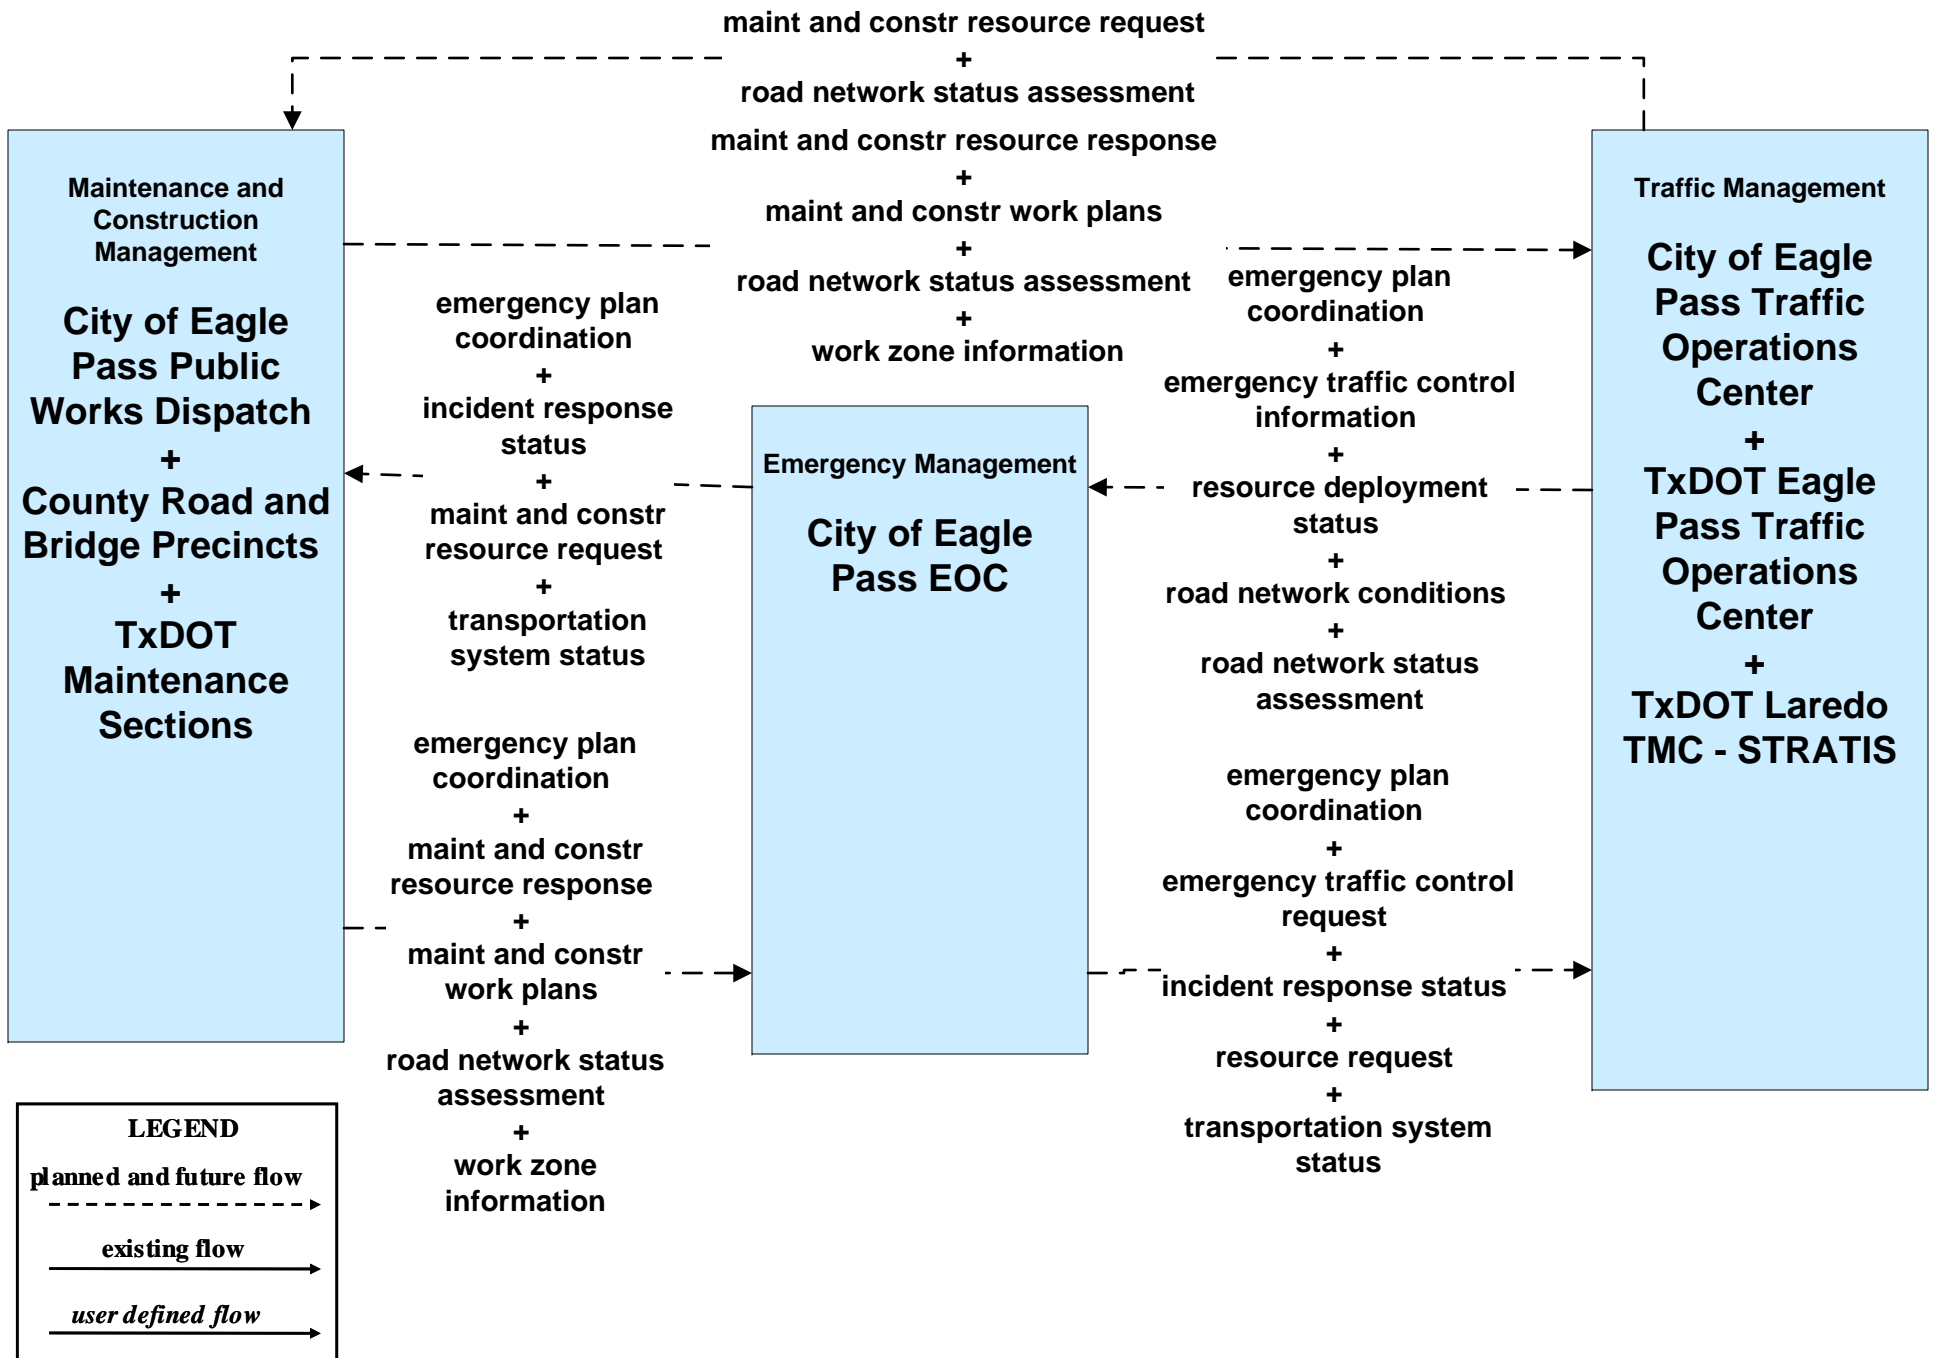 maint and constr resource request
+
road network status assessment
maint and constr resource response
+
maint and constr work plans
+
road network status assessment
+
work zone information
Maintenance and
Construction
Management
City of Eagle
Pass Public
Works Dispatch
+
County Road and
Bridge Precincts
+
TxDOT
Maintenance
Sections
emergency plan
coordination
+
incident response
status
+
maint and constr
resource request
+
transportation
system status
emergency plan
coordination
+
maint and constr
resource response
+
maint and constr
work plans
+
road network status
assessment
+
work zone
information
Emergency Management
City of Eagle
Pass EOC
emergency plan
coordination
+
emergency traffic control
information
+
resource deployment
status
+
road network conditions
+
road network status
assessment
emergency plan
coordination
+
emergency traffic control
request
+
incident response status
+
resource request
+
transportation system
status
Traffic Management
City of Eagle
Pass Traffic
Operations
Center
+
TxDOT Eagle
Pass Traffic
Operations
Center
+
TxDOT Laredo
TMC - STRATIS
LEGEND
planned and future flow
existing flow
user defined flow